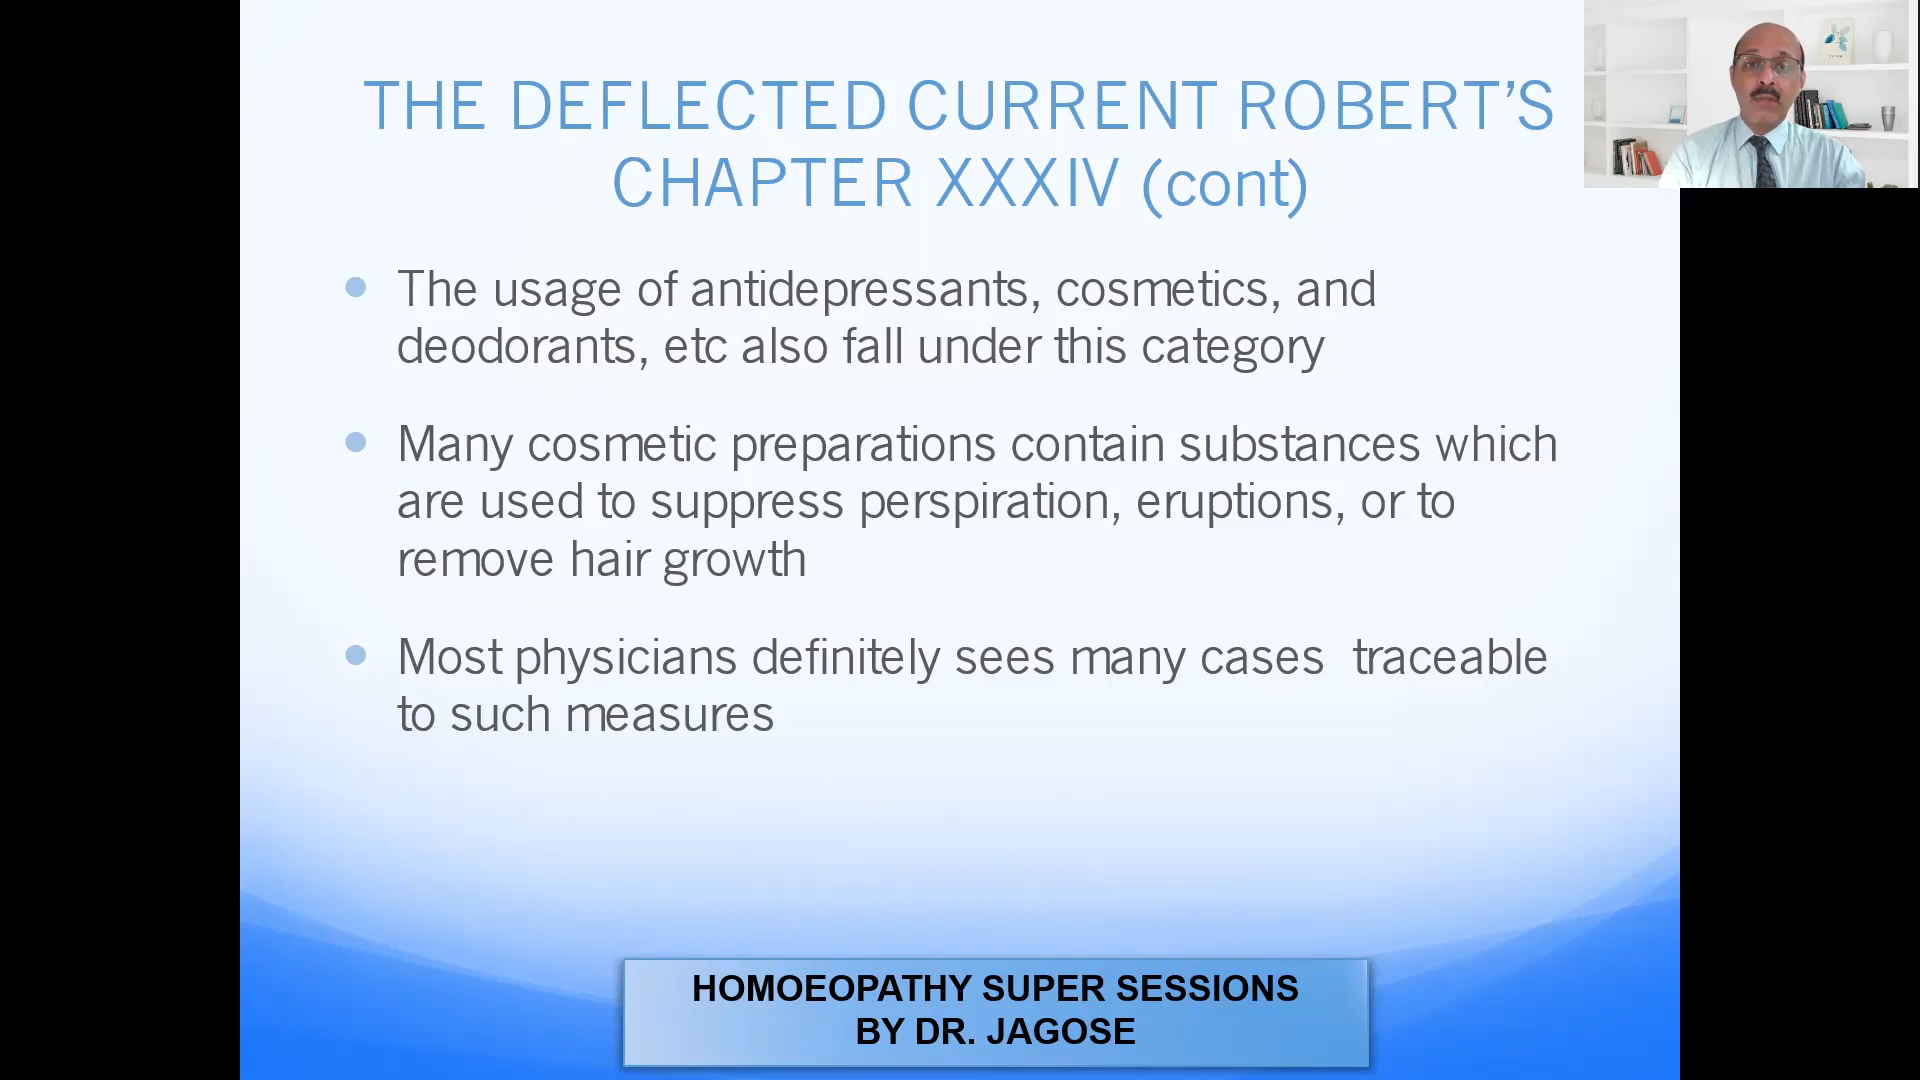 THE DEFLECTED CURRENT ROBERT’S
CHAPTER XXXIV (cont)
The usage of antidepressants, cosmetics, and
deodorants, etc also fall under this category
Many cosmetic preparations contain substances which
are used to suppress perspiration, eruptions, or to
remove hair growth
Most physicians definitely sees many cases  traceable
to such measures
HOMOEOPATHY SUPER SESSIONS
BY DR. JAGOSE